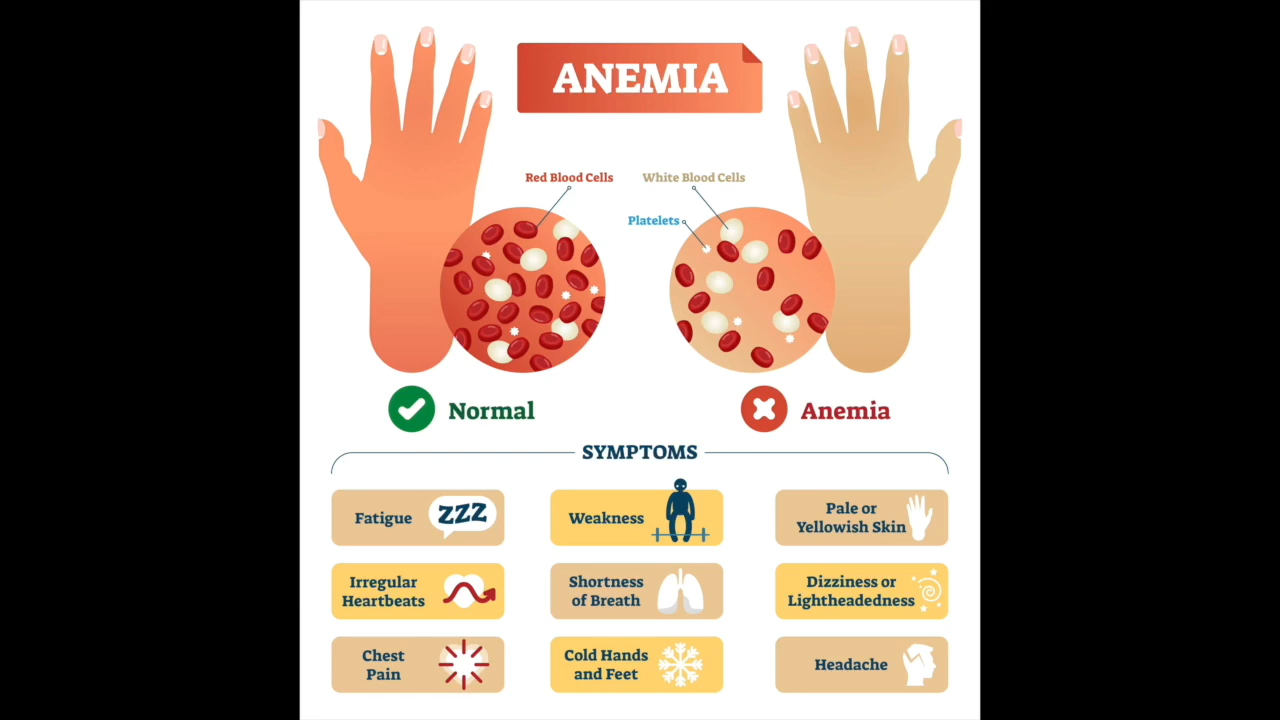 ANEMIA
Red Blood Cells
White Blood Cells
Platelets
Normal
Anemia
SYMPTOMS
Fatigue
ZZZ
Weakness
Pale or
Yellowish Skin
Irregular
Heartbeats
Shortness
of Breath
Dizziness or
Lightheadedness
Chest
Pain
Cold Hands
and Feet
Headache